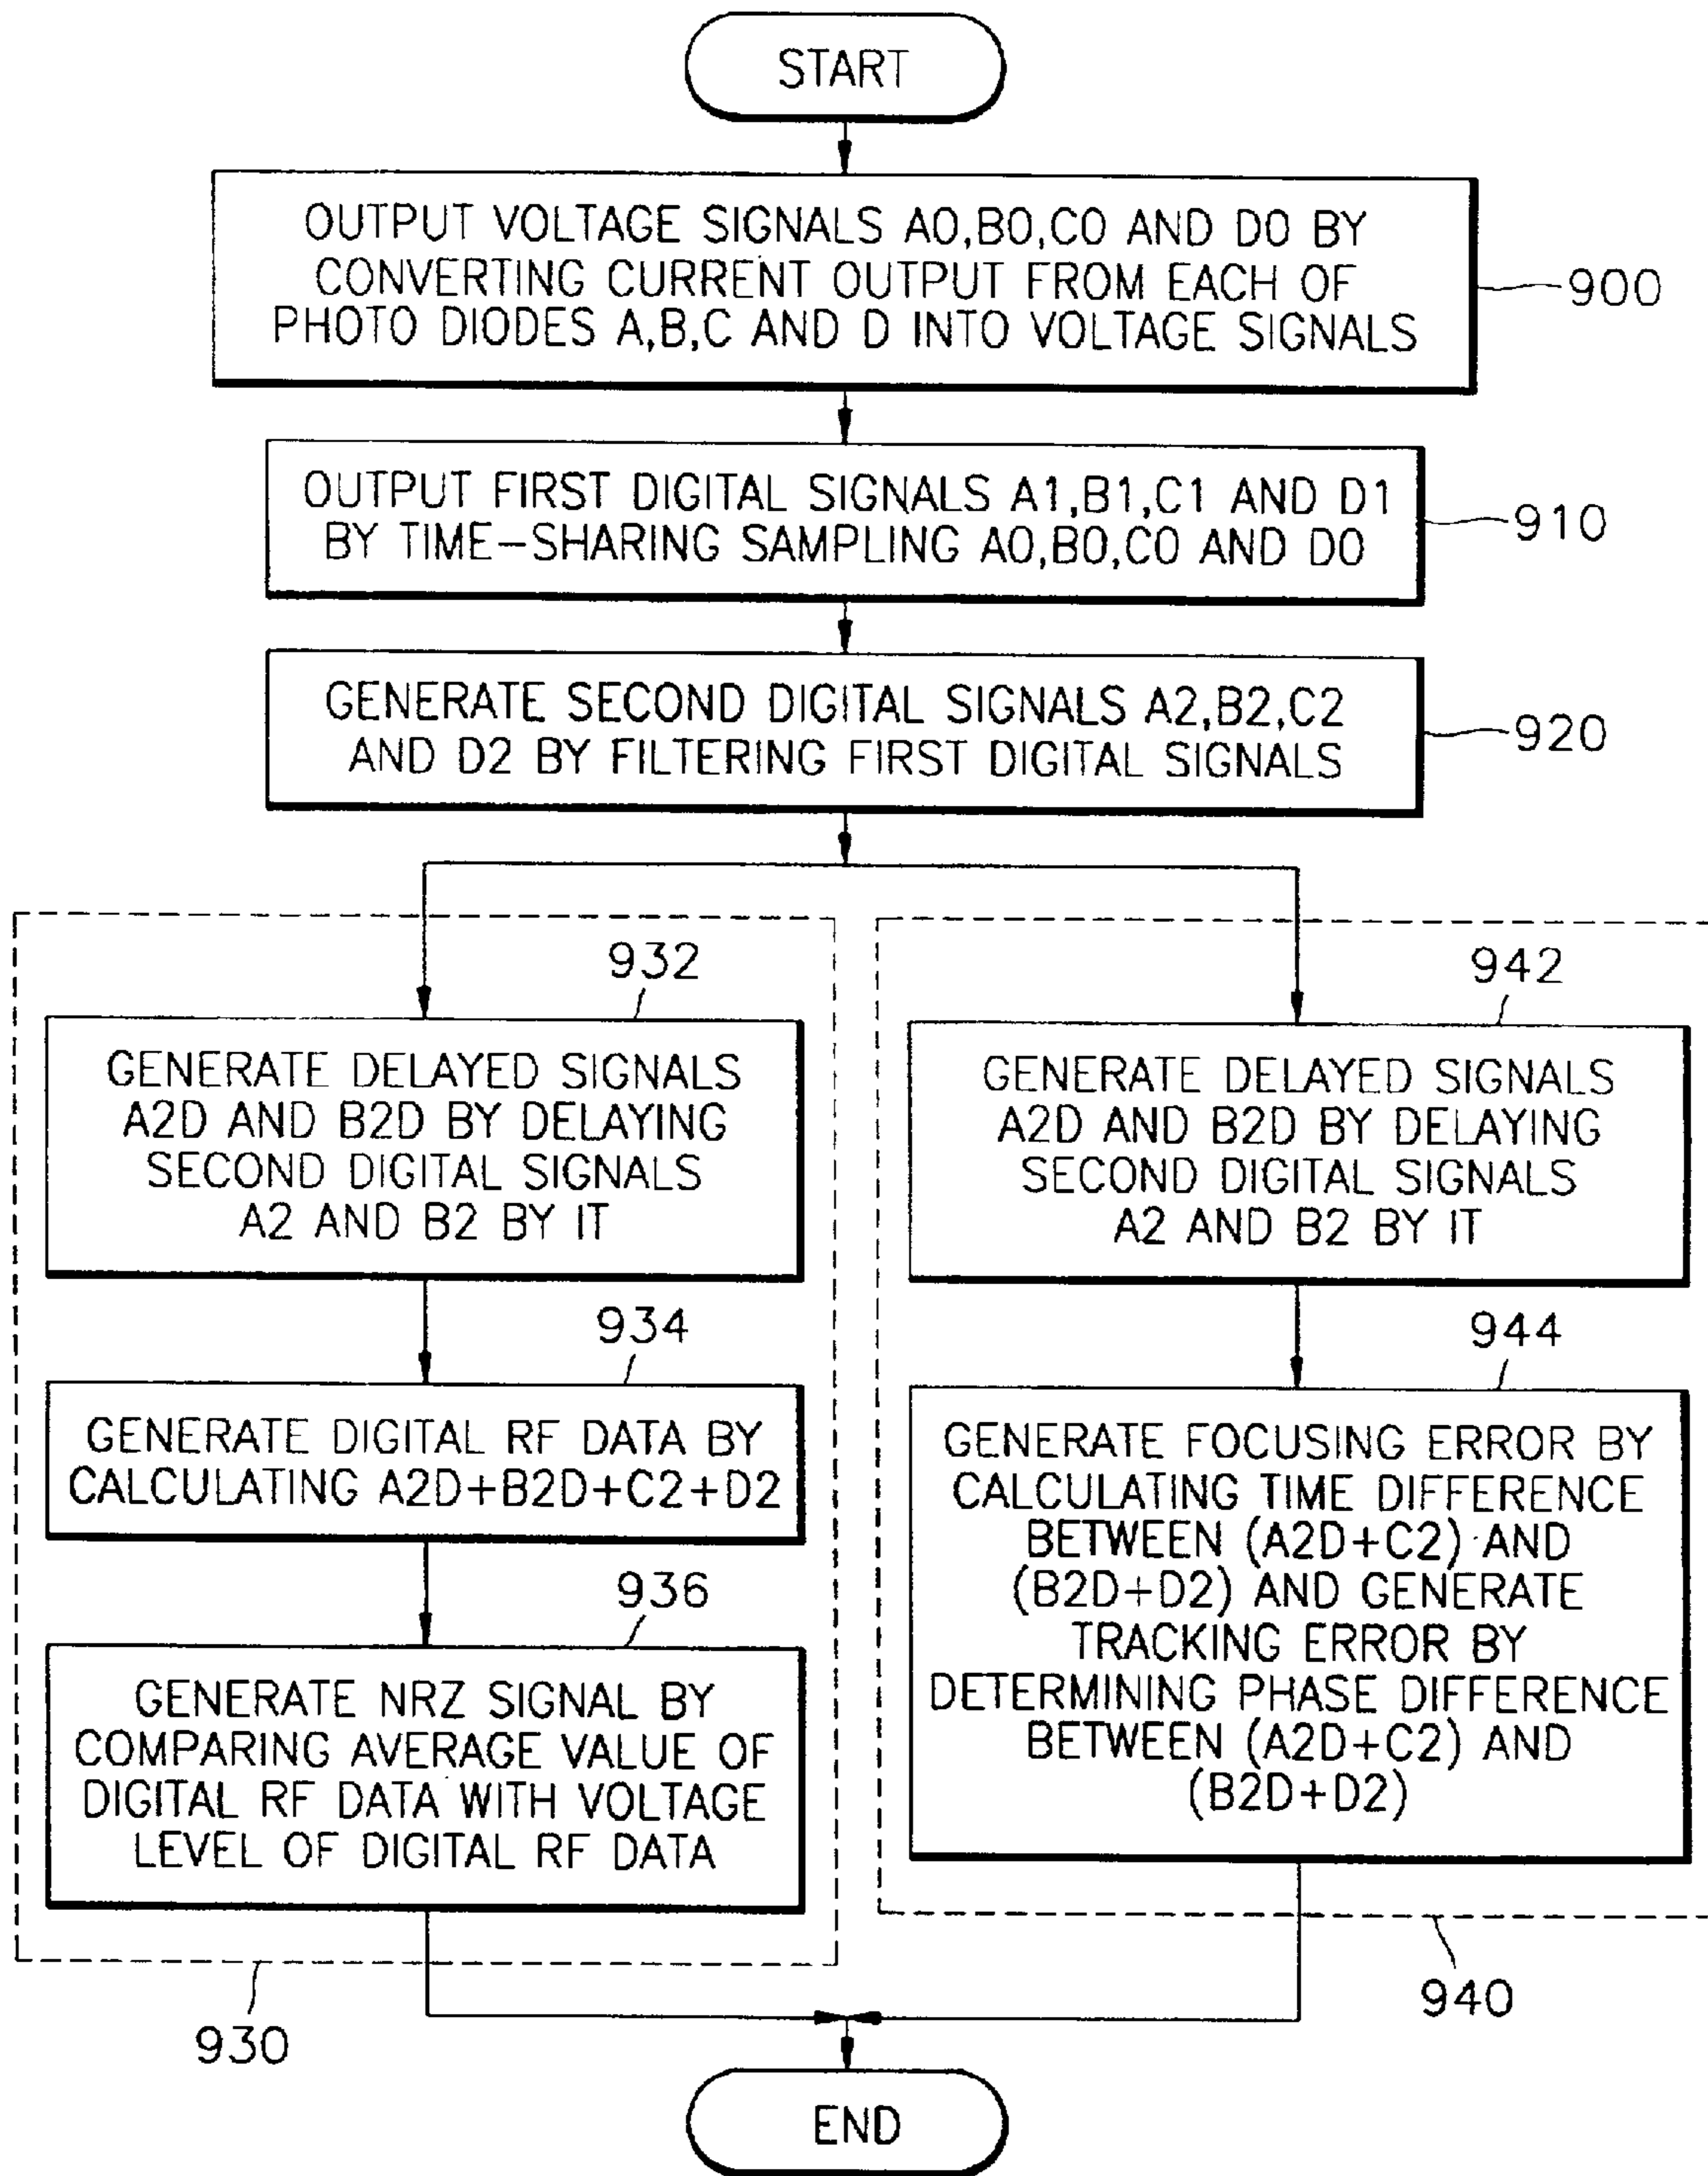 START
OUTPUT VOLTAGE SIGNALS A0,B0,C0 AND D0 BY
CONVERTING CURRENT OUTPUT FROM EACH OF
PHOTO DIODES A,B,C AND D INTO VOLTAGE SIGNALS
900
OUTPUT FIRST DIGITAL SIGNALS A1,B1,C1 AND D1
BY TIME-SHARING SAMPLING A0,B0,C0 AND D0
910
GENERATE SECOND DIGITAL SIGNALS A2,B2,C2
AND D2 BY FILTERING FIRST DIGITAL SIGNALS
920
932
GENERATE DELAYED SIGNALS
A2D AND B2D BY DELAYING
SECOND DIGITAL SIGNALS
A2 AND B2 BY IT
934
GENERATE DIGITAL RF DATA BY
CALCULATING A2D+B2D+C2+D2
936
GENERATE NRZ SIGNAL BY
COMPARING AVERAGE VALUE OF
DIGITAL RF DATA WITH VOLTAGE
LEVEL OF DIGITAL RF DATA
930
942
GENERATE DELAYED SIGNALS
A2D AND B2D BY DELAYING
SECOND DIGITAL SIGNALS
A2 AND B2 BY IT
944
GENERATE FOCUSING ERROR BY
CALCULATING TIME DIFFERENCE
BETWEEN (A2D+C2) AND
(B2D+D2) AND GENERATE
TRACKING ERROR BY
DETERMINING PHASE DIFFERENCE
BETWEEN (A2D+C2) AND
(B2D+D2)
940
END